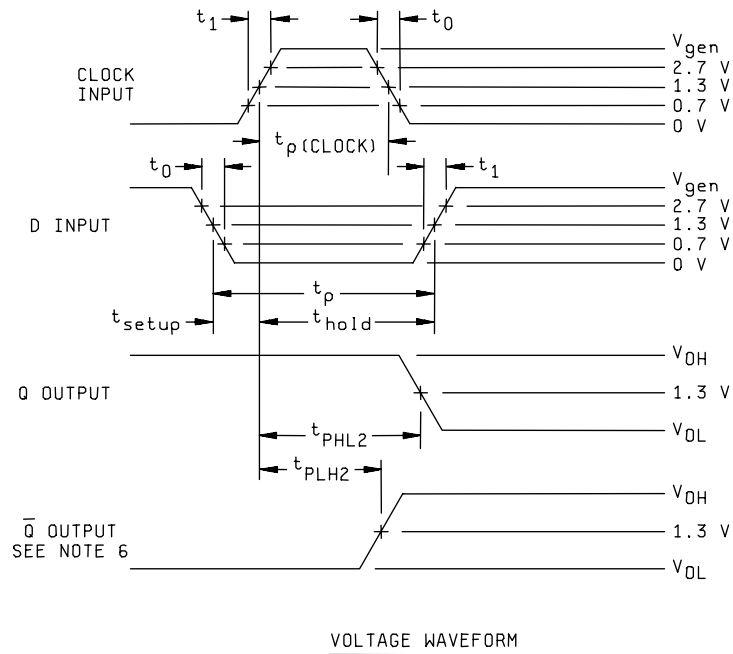 t1
t0
CLOCK
INPUT
Vgen
2.7 V
1.3 V
0.7 V
0 V
tp(CLOCK)
t0
t1
D INPUT
Vgen
2.7 V
1.3 V
0.7 V
0 V
tp
tsetup
thold
Q OUTPUT
VOH
1.3 V
VOL
tPHL2
tPLH2
Q̅ OUTPUT
SEE NOTE 6
VOH
1.3 V
VOL
VOLTAGE WAVEFORM